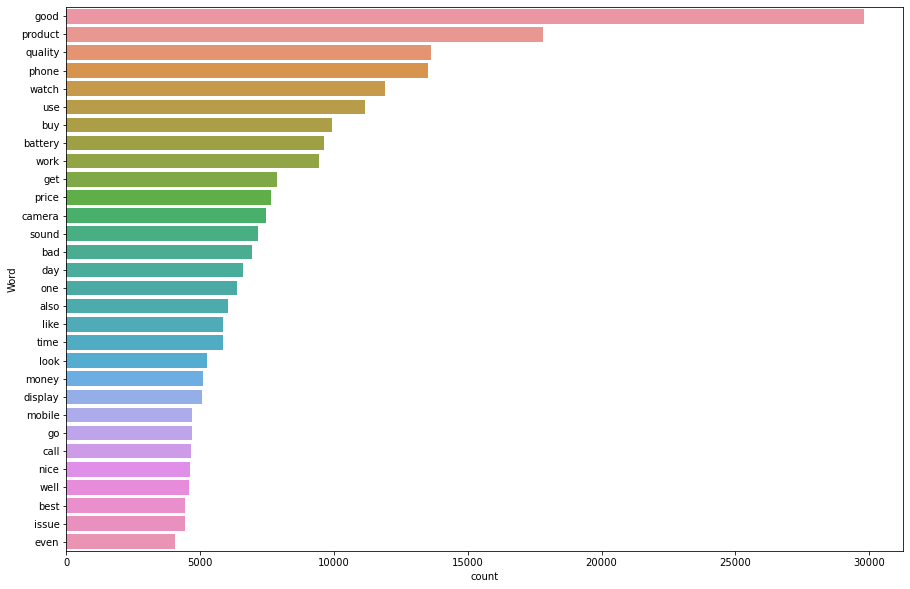 good
product
quality
phone
watch
use
buy
battery
work
get
price
camera
sound
bad
day
one
also
like
time
look
money
display
mobile
go
call
nice
well
best
issue
even
Word
0 5000 10000 15000 20000 25000 30000
count